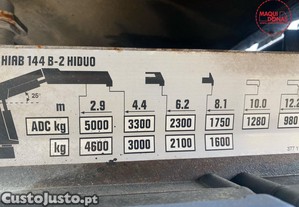 MAQUI DONAS
HIAB 144 B-2 HIDUO
25°
m 2.9 4.4 6.2 8.1 10.0 12.2
ADC kg 5000 3300 2300 1750 1280 980
kg 4600 3000 2100 1600
CustoJusto.pt